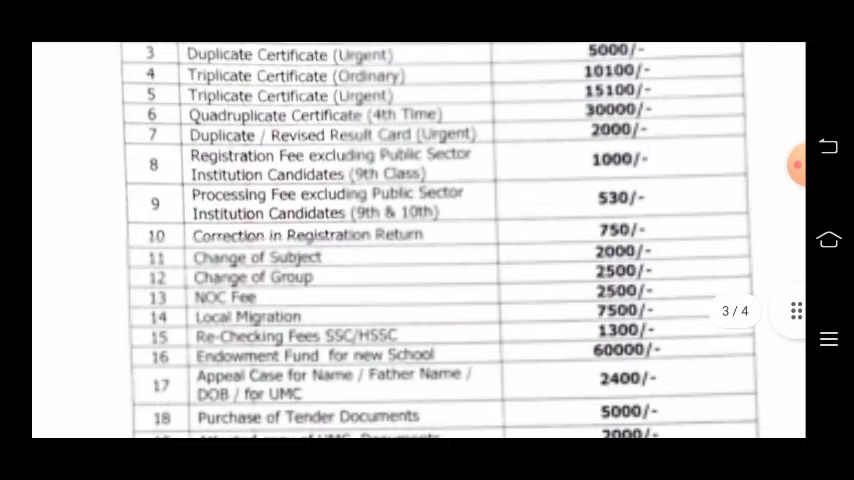 3 Duplicate Certificate (Urgent) 5000/-
4 Triplicate Certificate (Ordinary) 10100/-
5 Triplicate Certificate (Urgent) 15100/-
6 Quadruplicate Certificate (4th Time) 30000/-
7 Duplicate / Revised Result Card (Urgent) 2000/-
8 Registration Fee excluding Public Sector 1000/-
Institution Candidates (9th Class)
9 Processing Fee excluding Public Sector 530/-
Institution Candidates (9th & 10th)
10 Correction in Registration Return 750/-
11 Change of Subject 2000/-
12 Change of Group 2500/-
13 NOC Fee 2500/-
14 Local Migration 7500/-
3 / 4
15 Re-Checking Fees SSC/HSSC 1300/-
16 Endowment Fund for new School 60000/-
17 Appeal Case for Name / Father Name / 2400/-
DOB / for UMC
18 Purchase of Tender Documents 5000/-
copy of UMC Documents 2000/-